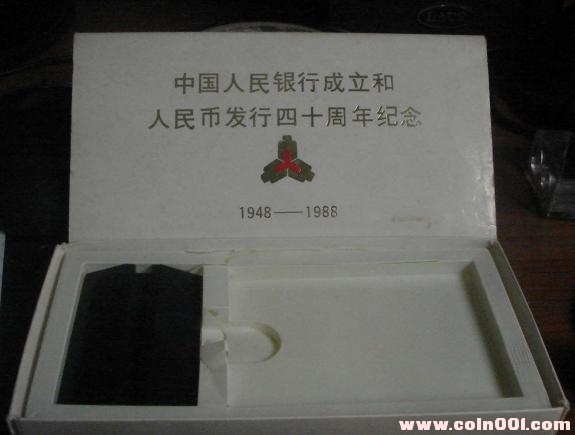 中国人民银行成立和
人民币发行四十周年纪念
1948——1988
www.coin001.com